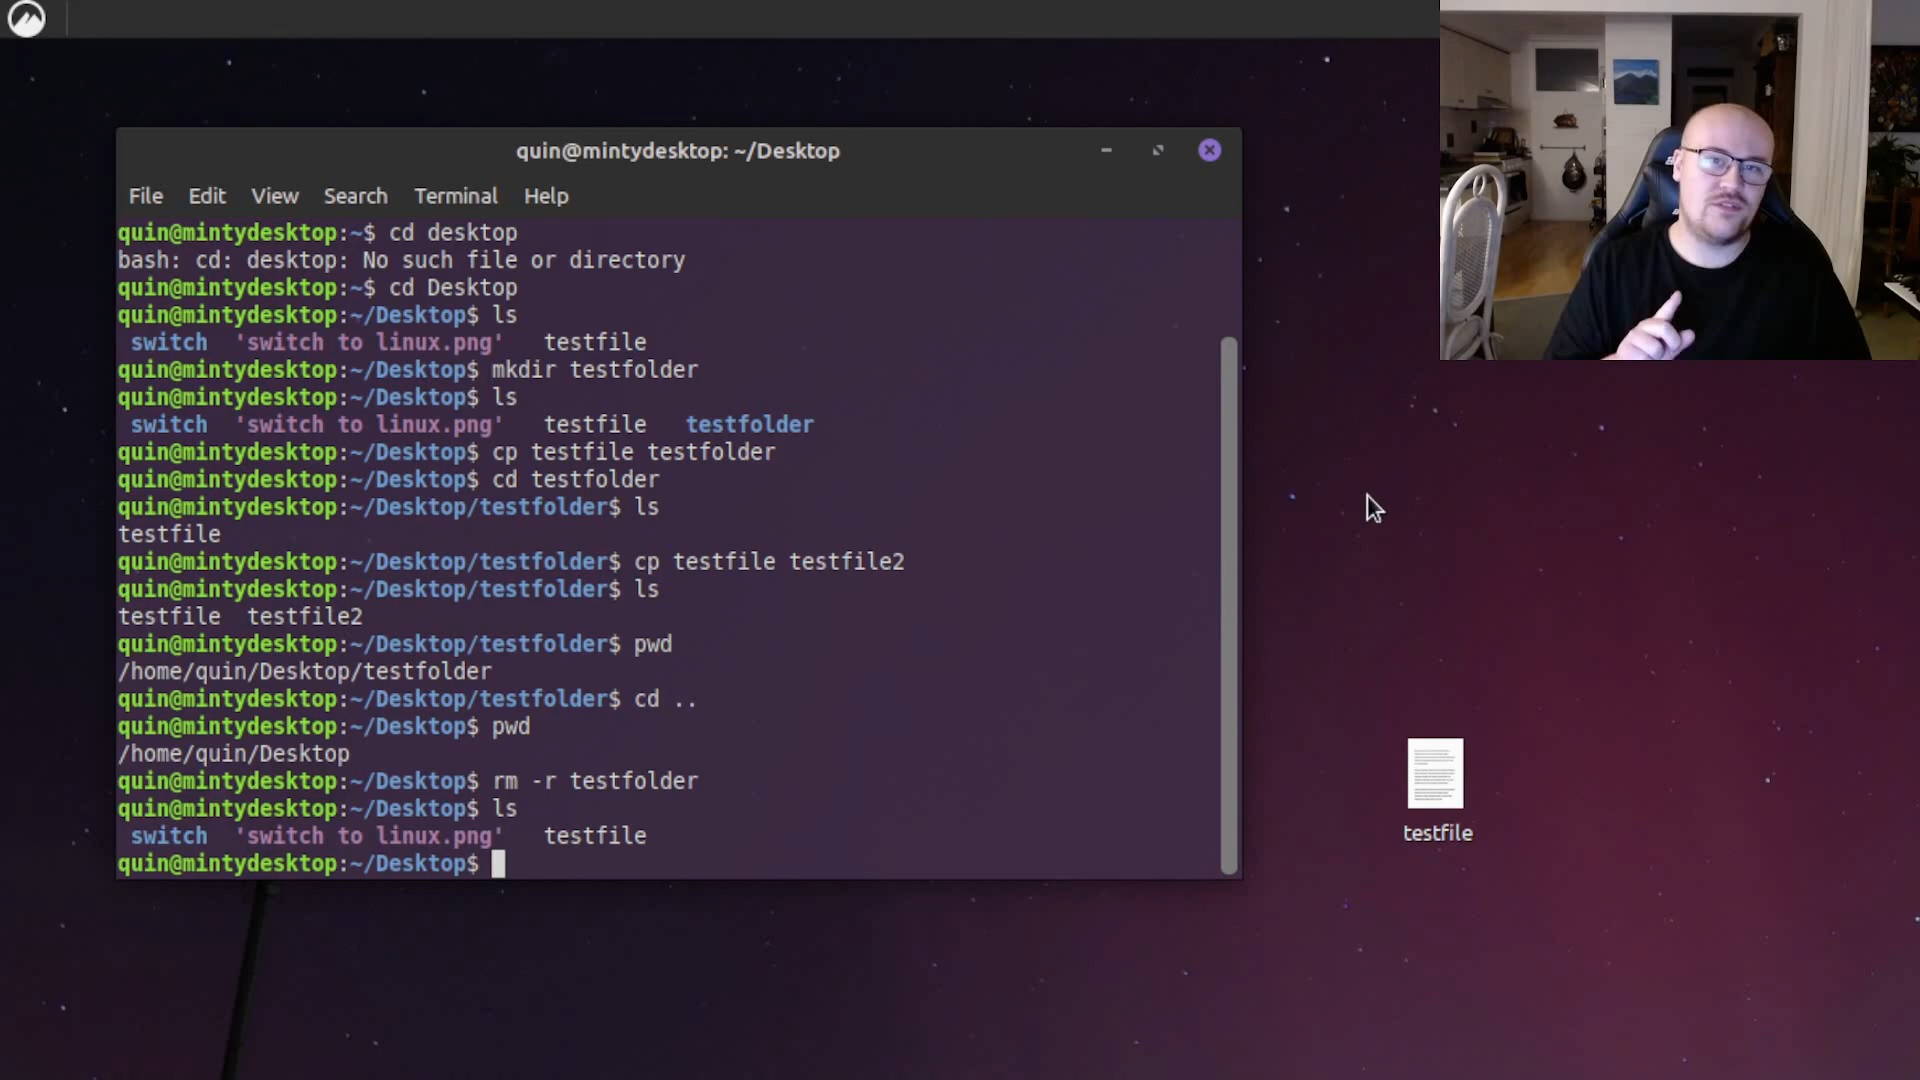 quin@mintydesktop: ~/Desktop
File Edit View Search Terminal Help
quin@mintydesktop:~$ cd desktop
bash: cd: desktop: No such file or directory
quin@mintydesktop:~$ cd Desktop
quin@mintydesktop:~/Desktop$ ls
switch 'switch to linux.png' testfile
quin@mintydesktop:~/Desktop$ mkdir testfolder
quin@mintydesktop:~/Desktop$ ls
switch 'switch to linux.png' testfile testfolder
quin@mintydesktop:~/Desktop$ cp testfile testfolder
quin@mintydesktop:~/Desktop$ cd testfolder
quin@mintydesktop:~/Desktop/testfolder$ ls
testfile
quin@mintydesktop:~/Desktop/testfolder$ cp testfile testfile2
quin@mintydesktop:~/Desktop/testfolder$ ls
testfile testfile2
quin@mintydesktop:~/Desktop/testfolder$ pwd
/home/quin/Desktop/testfolder
quin@mintydesktop:~/Desktop/testfolder$ cd ..
quin@mintydesktop:~/Desktop$ pwd
/home/quin/Desktop
quin@mintydesktop:~/Desktop$ rm -r testfolder
quin@mintydesktop:~/Desktop$ ls
switch 'switch to linux.png' testfile
quin@mintydesktop:~/Desktop$
testfile